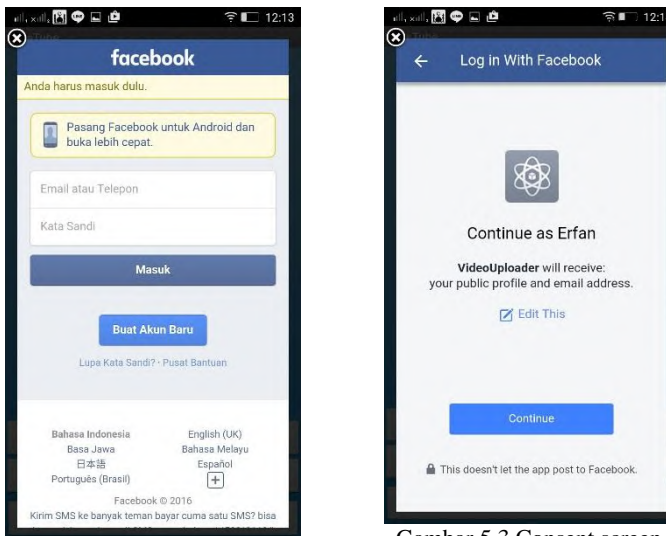 12:13
facebook
Anda harus masuk dulu.
Pasang Facebook untuk Android dan
buka lebih cepat.
Email atau Telepon
Kata Sandi
Masuk
Buat Akun Baru
Lupa Kata Sandi? · Pusat Bantuan
Bahasa Indonesia English (UK)
Basa Jawa Bahasa Melayu
日本語 Español
Português (Brasil)
Facebook © 2016
Kirim SMS ke banyak teman bayar cuma satu SMS? bisa
12:1
Log in With Facebook
Continue as Erfan
VideoUploader will receive:
your public profile and email address.
Edit This
Continue
This doesn't let the app post to Facebook.
Gambar 5.3 Consent screen